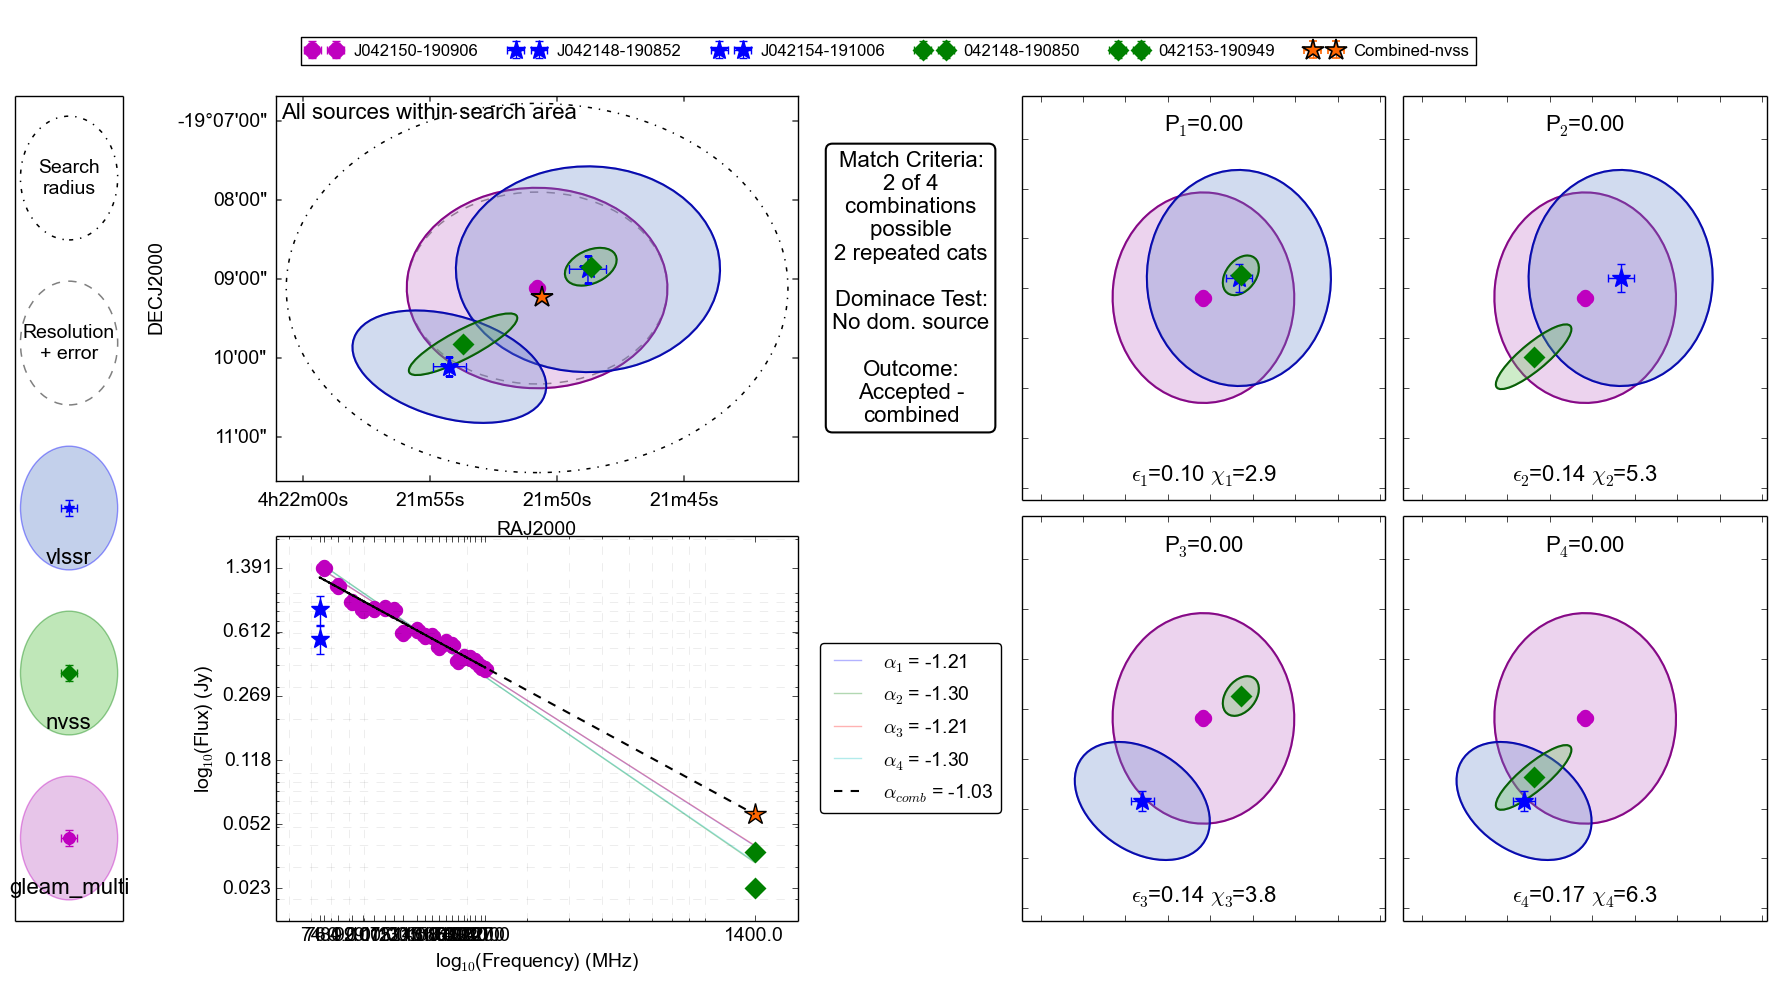 J042150-190906 J042148-190852 J042154-191006 042148-190850 042153-190949 Combined-nvss
Search
radius
Resolution
+ error
vlssr
nvss
gleam_multi
All sources within search area
-19°07'00"
08'00"
09'00"
10'00"
11'00"
DECJ2000
4h22m00s 21m55s 21m50s 21m45s
RAJ2000
Match Criteria:
2 of 4
combinations
possible
2 repeated cats
Dominace Test:
No dom. source
Outcome:
Accepted -
combined
P₁=0.00
ϵ₁=0.10 χ₁=2.9
P₂=0.00
ϵ₂=0.14 χ₂=5.3
P₃=0.00
ϵ₃=0.14 χ₃=3.8
P₄=0.00
ϵ₄=0.17 χ₄=6.3
1.391
0.612
0.269
0.118
0.052
0.023
log₁₀(Flux) (Jy)
1400.0
log₁₀(Frequency) (MHz)
α₁ = -1.21
α₂ = -1.30
α₃ = -1.21
α₄ = -1.30
α_comb = -1.03